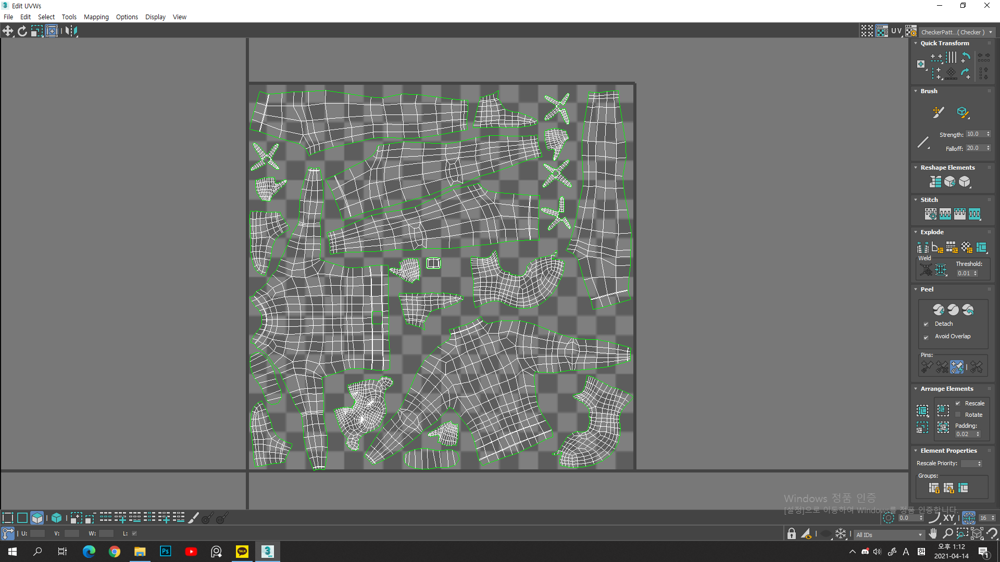 Edit UVWs
File Edit Select Tools Mapping Options Display View
UV CheckerPatt...( Checker )
Quick Transform
Brush
Strength: 10.0
Falloff: 20.0
Reshape Elements
Stitch
Explode
Weld
Threshold:
0.01
Peel
Detach
Avoid Overlap
Pins:
Arrange Elements
Rescale
Rotate
Padding:
0.02
Element Properties
Rescale Priority:
Groups:
Windows 정품 인증
[설정]으로 이동하여 Windows를 정품 인증합니다.
0.0 XY 16
U: V: W: L:
All IDs
Ps TALK 3 A 오후 1:12
2021-04-14 1